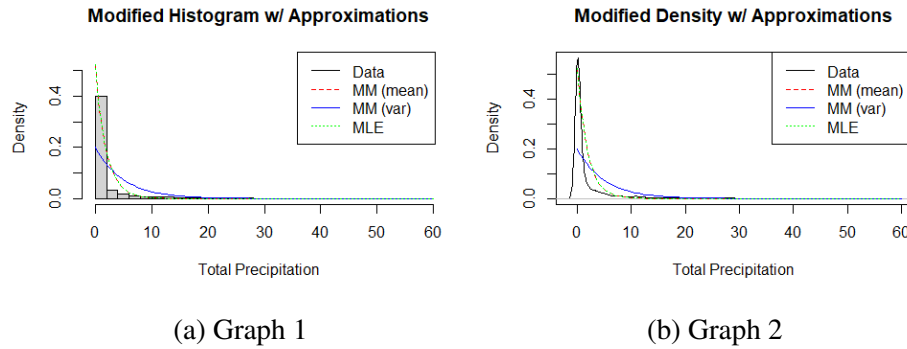 Modified Histogram w/ Approximations
Data
MM (mean)
MM (var)
MLE
Density
0.0 0.2 0.4
0 10 20 30 40 50 60
Total Precipitation
(a) Graph 1
Modified Density w/ Approximations
Data
MM (mean)
MM (var)
MLE
Density
0.0 0.2 0.4
0 10 20 30 40 50 60
Total Precipitation
(b) Graph 2